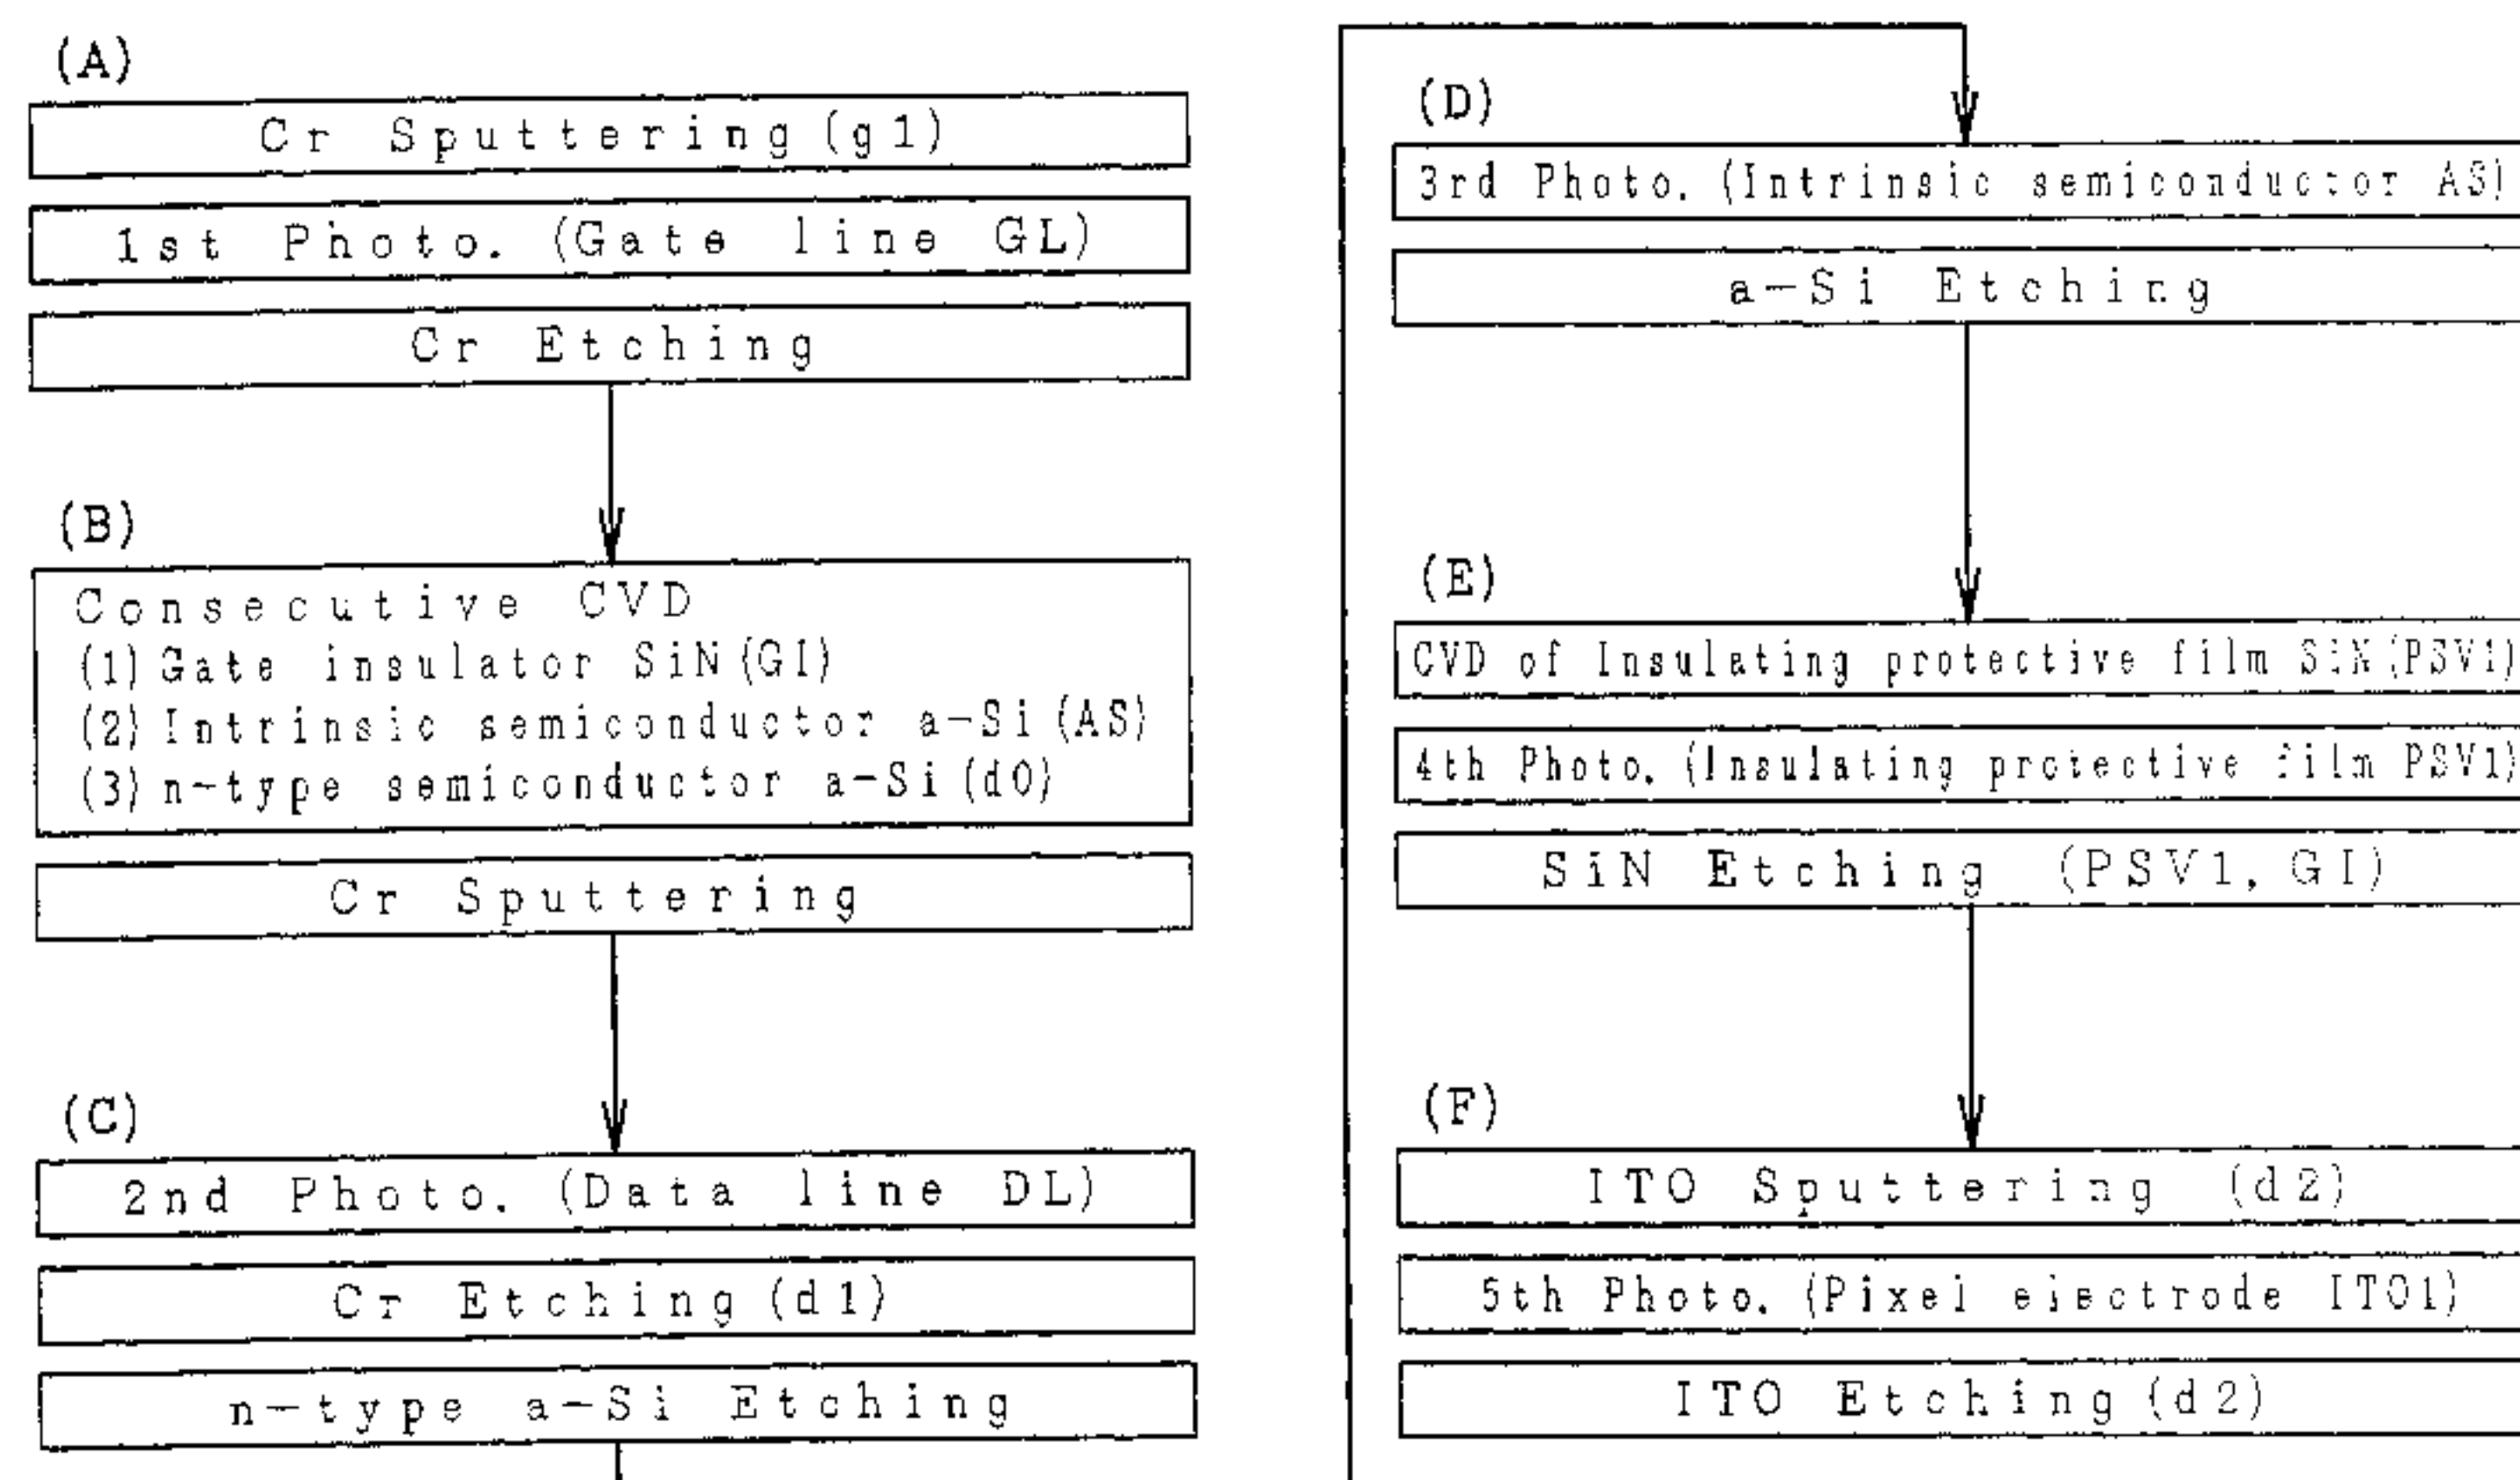 (A)
Cr Sputtering(g1)
1st Photo. (Gate line GL)
Cr Etching
(B)
Consecutive CVD
(1)Gate insulator SiN(GI)
(2)Intrinsic semiconductor a-Si(AS)
(3)n-type semiconductor a-Si(d0)
Cr Sputtering
(C)
2nd Photo. (Data line DL)
Cr Etching(d1)
n-type a-Si Etching
(D)
3rd Photo. (Intrinsic semiconductor AS)
a-Si Etching
(E)
CVD of Insulating protective film SiN(PSV1)
4th Photo. (Insulating protective film PSV1)
SiN Etching (PSV1, GI)
(F)
ITO Sputtering (d2)
5th Photo. (Pixel electrode ITO1)
ITO Etching(d2)